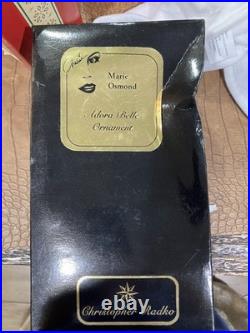 Marie
Osmond
Adora Belle
Ornament
Christopher Radko